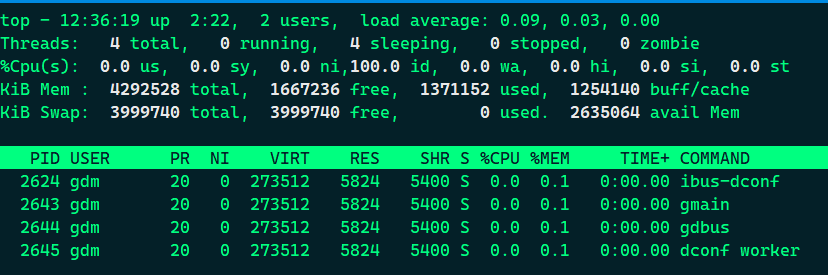 top - 12:36:19 up  2:22,  2 users,  load average: 0.09, 0.03, 0.00
Threads:   4 total,   0 running,   4 sleeping,   0 stopped,   0 zombie
%Cpu(s):  0.0 us,  0.0 sy,  0.0 ni,100.0 id,  0.0 wa,  0.0 hi,  0.0 si,  0.0 st
KiB Mem :  4292528 total,  1667236 free,  1371152 used,  1254140 buff/cache
KiB Swap:  3999740 total,  3999740 free,        0 used.  2635064 avail Mem
PID USER      PR  NI    VIRT    RES    SHR S %CPU %MEM     TIME+ COMMAND
2624 gdm       20   0  273512   5824   5400 S  0.0  0.1   0:00.00 ibus-dconf
2643 gdm       20   0  273512   5824   5400 S  0.0  0.1   0:00.00 gmain
2644 gdm       20   0  273512   5824   5400 S  0.0  0.1   0:00.00 gdbus
2645 gdm       20   0  273512   5824   5400 S  0.0  0.1   0:00.00 dconf worker